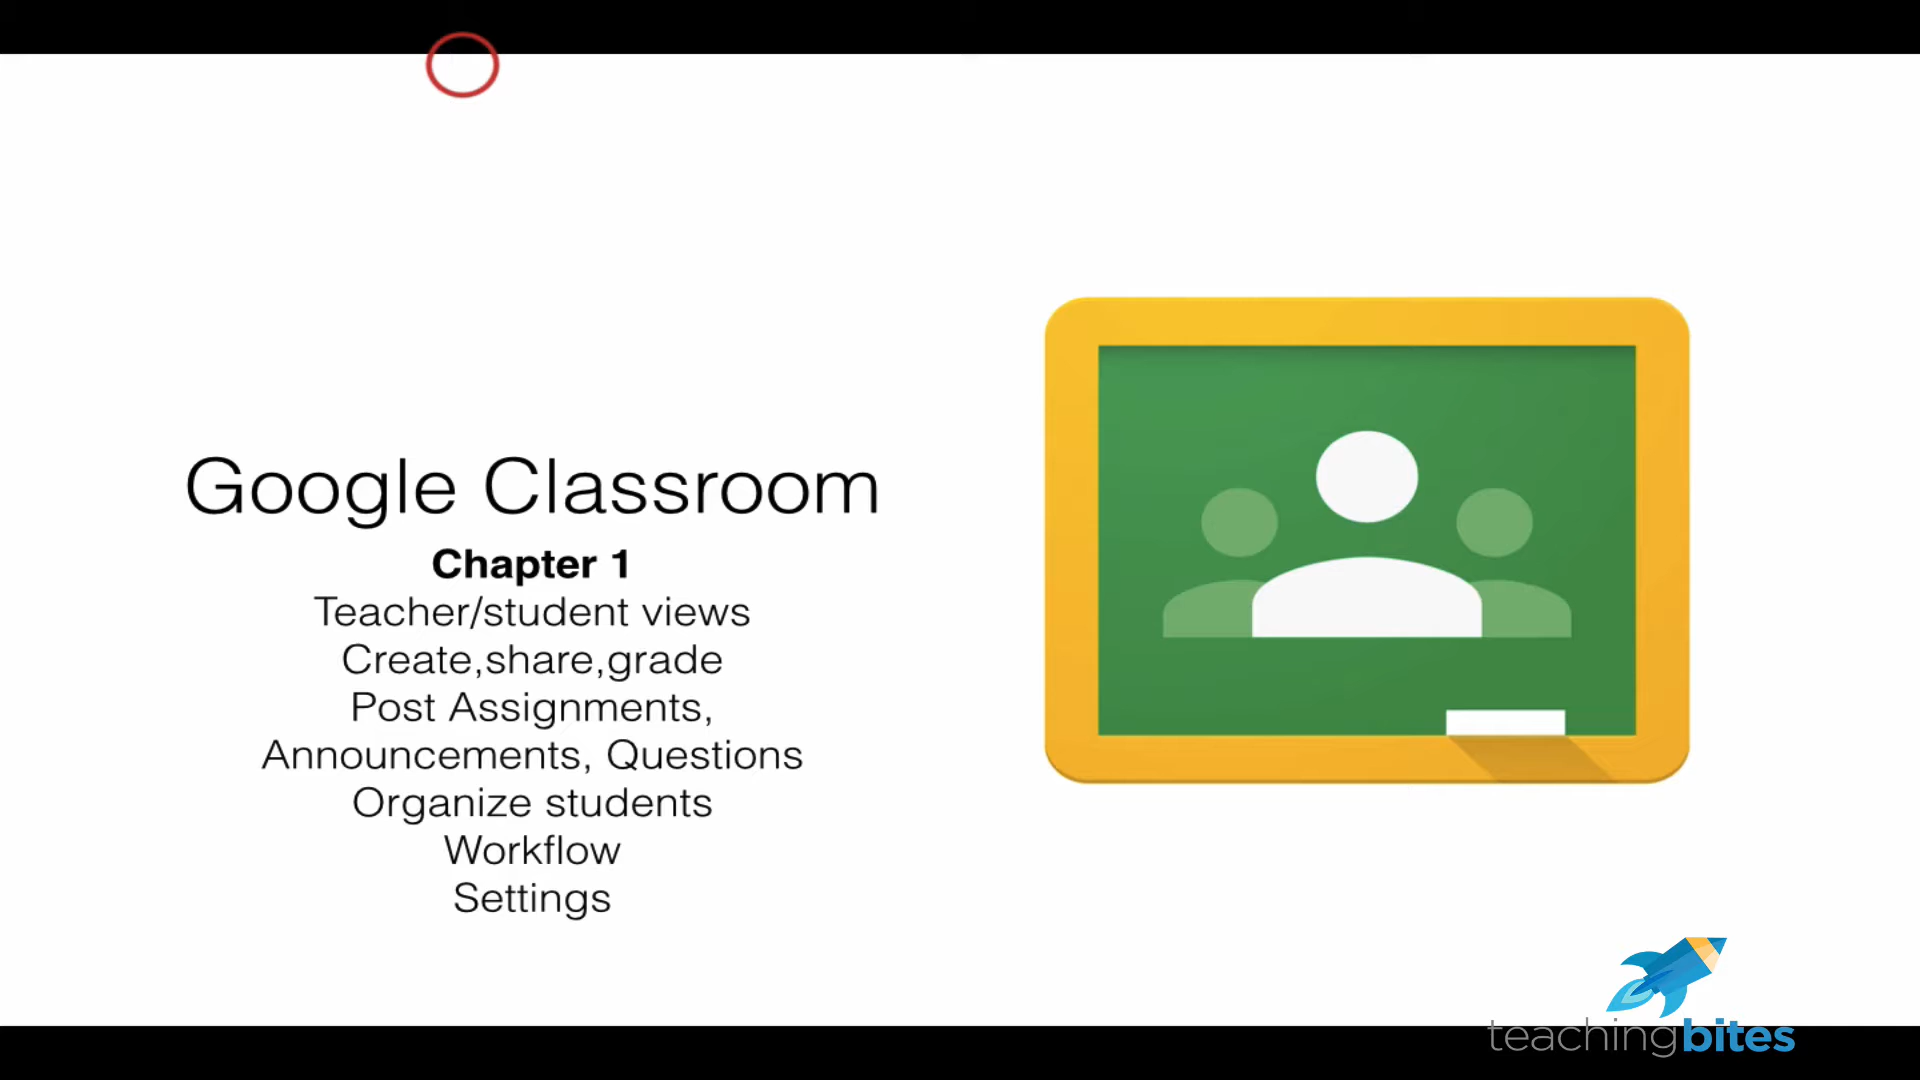 Google Classroom
Chapter 1
Teacher/student views
Create,share,grade
Post Assignments,
Announcements, Questions
Organize students
Workflow
Settings
teachingbites